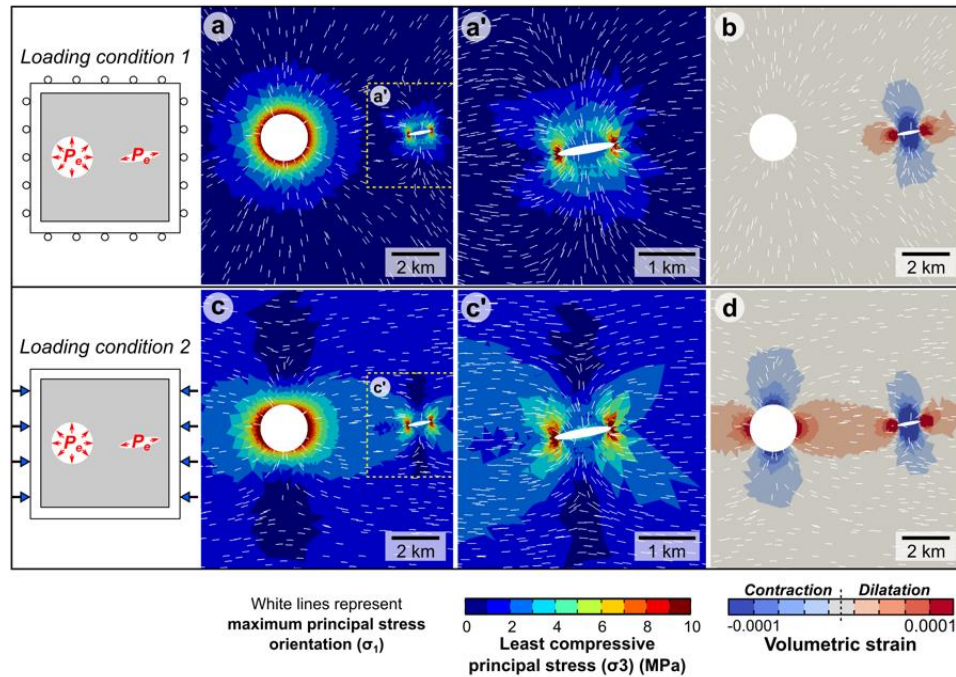 Loading condition 1
Pe
Pe
a
a'
2 km
a'
1 km
b
2 km
Loading condition 2
Pe
Pe
c
c'
2 km
c'
1 km
d
2 km
White lines represent
maximum principal stress
orientation (σ1)
0 2 4 6 8 10
Least compressive
principal stress (σ3) (MPa)
Contraction Dilatation
-0.0001 0.0001
Volumetric strain